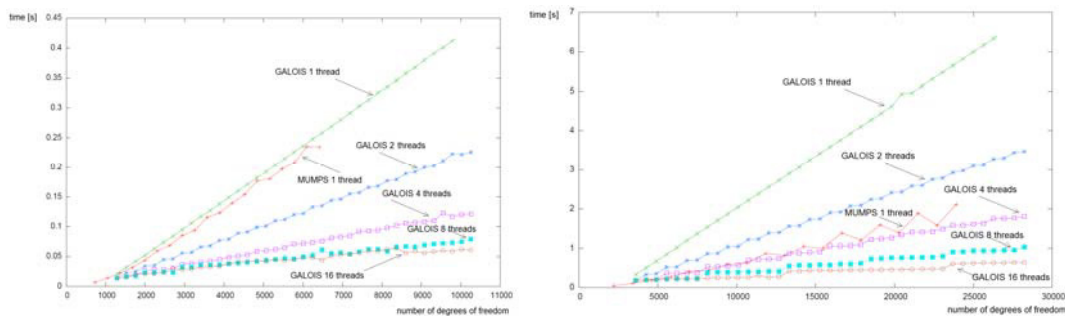 time [s]
0.45
0.4
0.35
0.3
0.25
0.2
0.15
0.1
0.05
0
GALOIS 1 thread
GALOIS 2 threads
MUMPS 1 thread
GALOIS 4
threads
GALOIS 8
threads
GALOIS 16 threads
0 1000 2000 3000 4000 5000 6000 7000 8000 9000 10000 11000
number of degrees of freedom
time [s]
7
6
5
4
3
2
1
0
GALOIS 1 thread
GALOIS 2 threads
GALOIS 4
threads
MUMPS 1
thread
GALOIS 8
threads
GALOIS 16 threads
0 5000 10000 15000 20000 25000 30000
number of degrees of freedom